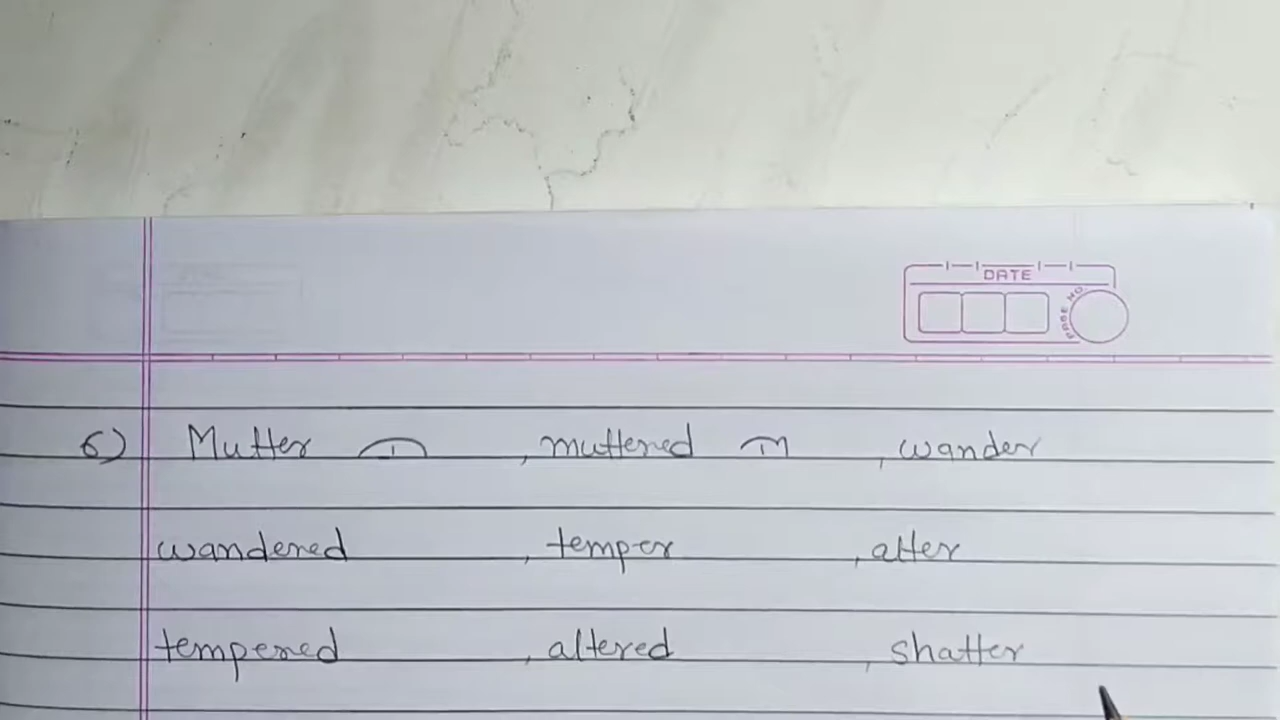 DATE
PAGE NO.
6) Mutter , muttered , wander
wandered , temper , alter
tempered , altered , shatter